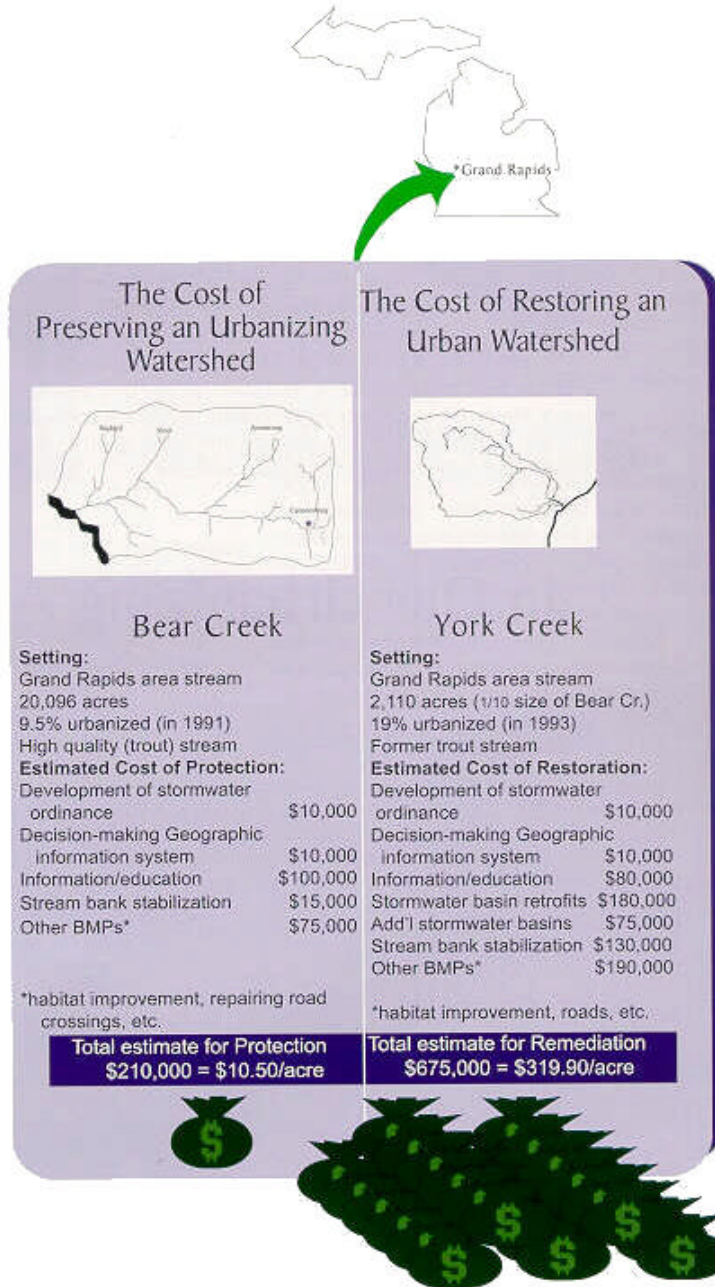 *Grand Rapids
The Cost of
Preserving an Urbanizing
Watershed
Cannonsburg
Bear Creek
Setting:
Grand Rapids area stream
20,096 acres
9.5% urbanized (in 1991)
High quality (trout) stream
Estimated Cost of Protection:
Development of stormwater
ordinance $10,000
Decision-making Geographic
information system $10,000
Information/education $100,000
Stream bank stabilization $15,000
Other BMPs* $75,000
*habitat improvement, repairing road
crossings, etc.
Total estimate for Protection
$210,000 = $10.50/acre
$
The Cost of Restoring an
Urban Watershed
York Creek
Setting:
Grand Rapids area stream
2,110 acres (1/10 size of Bear Cr.)
19% urbanized (in 1993)
Former trout stream
Estimated Cost of Restoration:
Development of stormwater
ordinance $10,000
Decision-making Geographic
information system $10,000
Information/education $80,000
Stormwater basin retrofits $180,000
Add'l stormwater basins $75,000
Stream bank stabilization $130,000
Other BMPs* $190,000
*habitat improvement, roads, etc.
Total estimate for Remediation
$675,000 = $319.90/acre
$ $ $ $ $